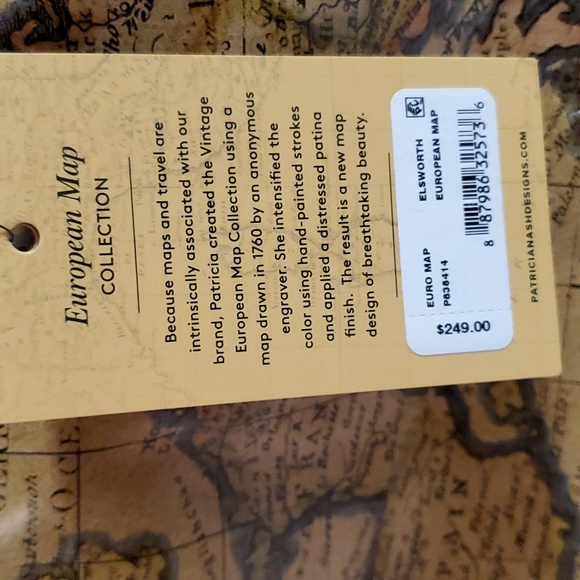 European Map
COLLECTION
Because maps and travel are
intrinsically associated with our
brand, Patricia created the Vintage
European Map Collection using a
map drawn in 1760 by an anonymous
engraver. She intensified the
color using hand-painted strokes
and applied a distressed patina
finish. The result is a new map
design of breathtaking beauty.
EURO MAP ELSWORTH
P838414 EUROPEAN MAP
8 87986 32573 6
$249.00
PATRICIANASHDESIGNS.COM